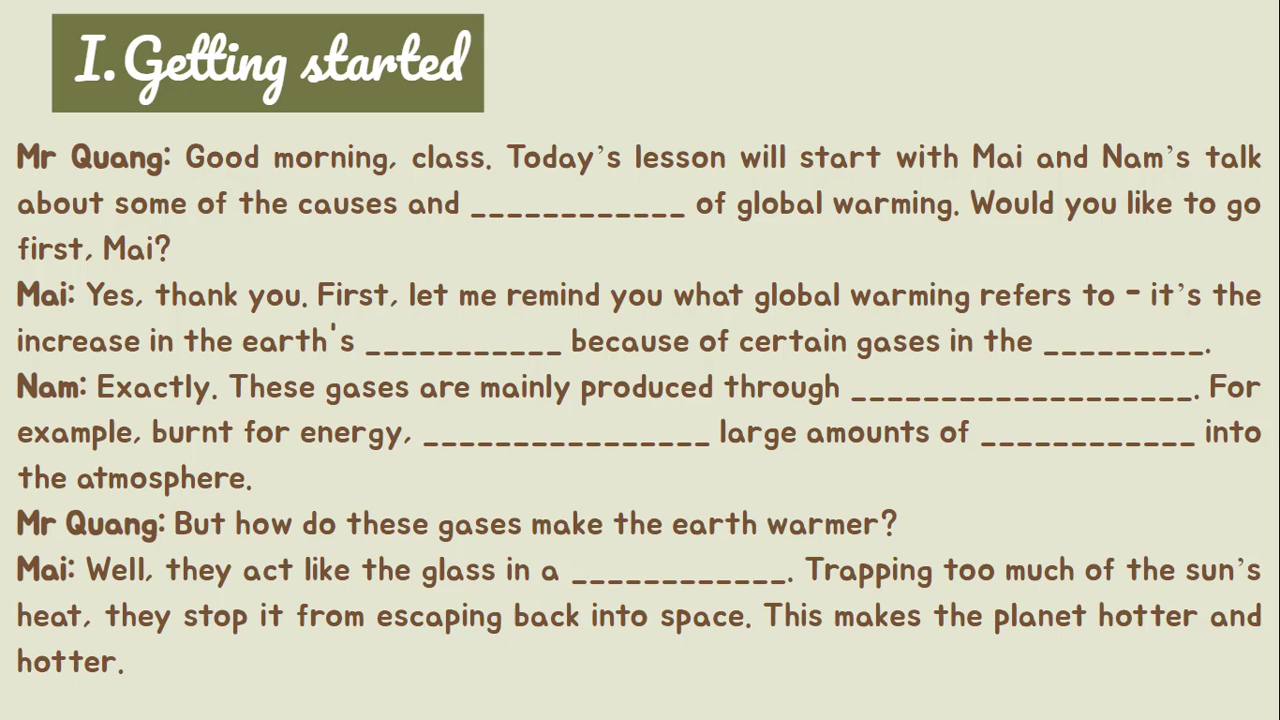 I. Getting started
Mr Quang: Good morning, class. Today’s lesson will start with Mai and Nam’s talk
about some of the causes and ____________ of global warming. Would you like to go
first, Mai?
Mai: Yes, thank you. First, let me remind you what global warming refers to – it’s the
increase in the earth's ___________ because of certain gases in the _________.
Nam: Exactly. These gases are mainly produced through ___________________. For
example, burnt for energy, ________________ large amounts of ____________ into
the atmosphere.
Mr Quang: But how do these gases make the earth warmer?
Mai: Well, they act like the glass in a ____________. Trapping too much of the sun’s
heat, they stop it from escaping back into space. This makes the planet hotter and
hotter.